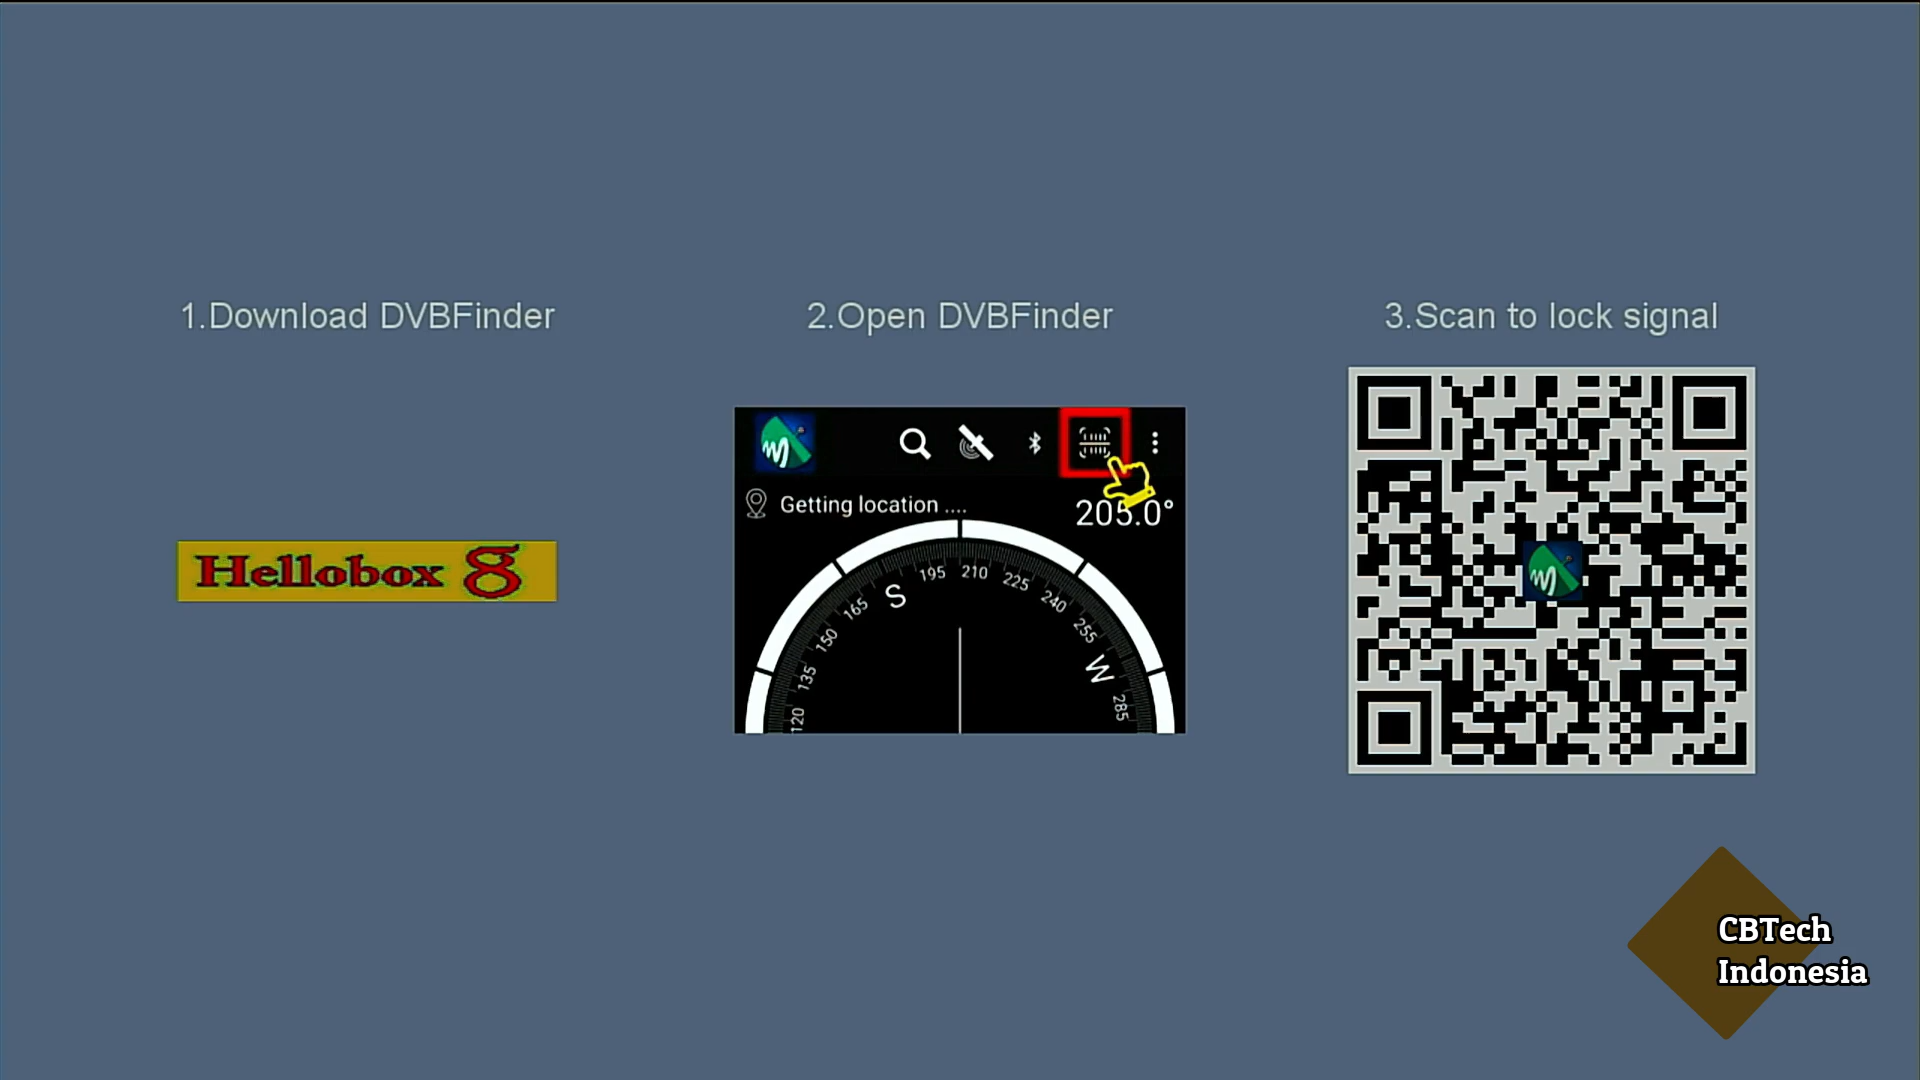 1.Download DVBFinder
2.Open DVBFinder
3.Scan to lock signal
Hellobox 8
Getting location ....
205.0°
120
135
150
165
S
195
210
225
240
255
W
285
CBTech
Indonesia